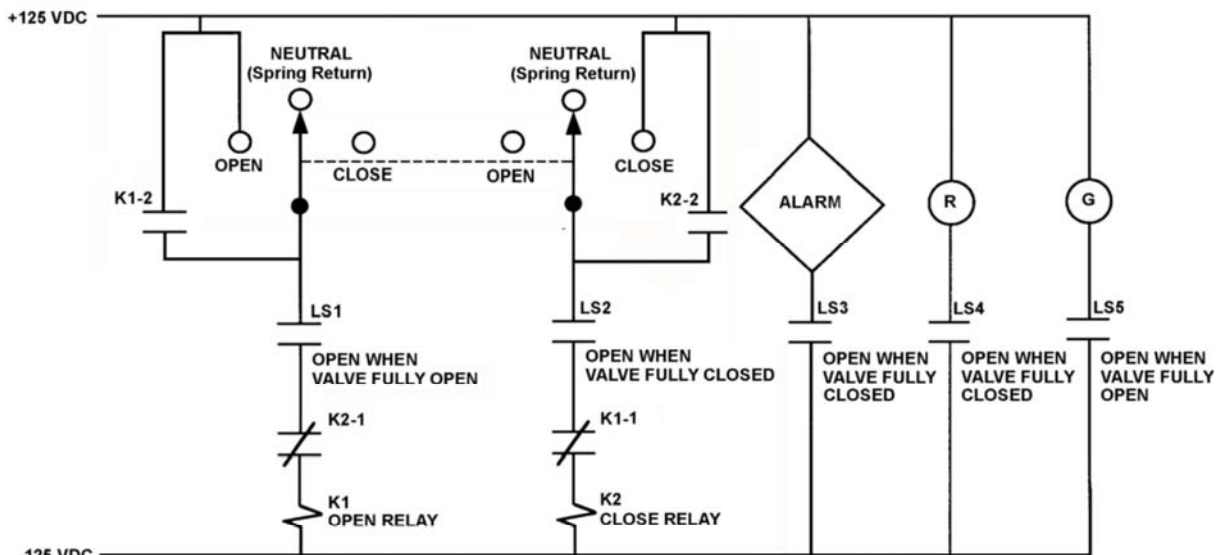 +125 VDC
NEUTRAL
(Spring Return)
NEUTRAL
(Spring Return)
OPEN
CLOSE
OPEN
CLOSE
K1-2
K2-2
ALARM
R
G
LS1
OPEN WHEN
VALVE FULLY OPEN
LS2
OPEN WHEN
VALVE FULLY CLOSED
LS3
OPEN WHEN
VALVE FULLY
CLOSED
LS4
OPEN WHEN
VALVE FULLY
CLOSED
LS5
OPEN WHEN
VALVE FULLY
OPEN
K2-1
K1-1
K1
OPEN RELAY
K2
CLOSE RELAY
-125 VDC